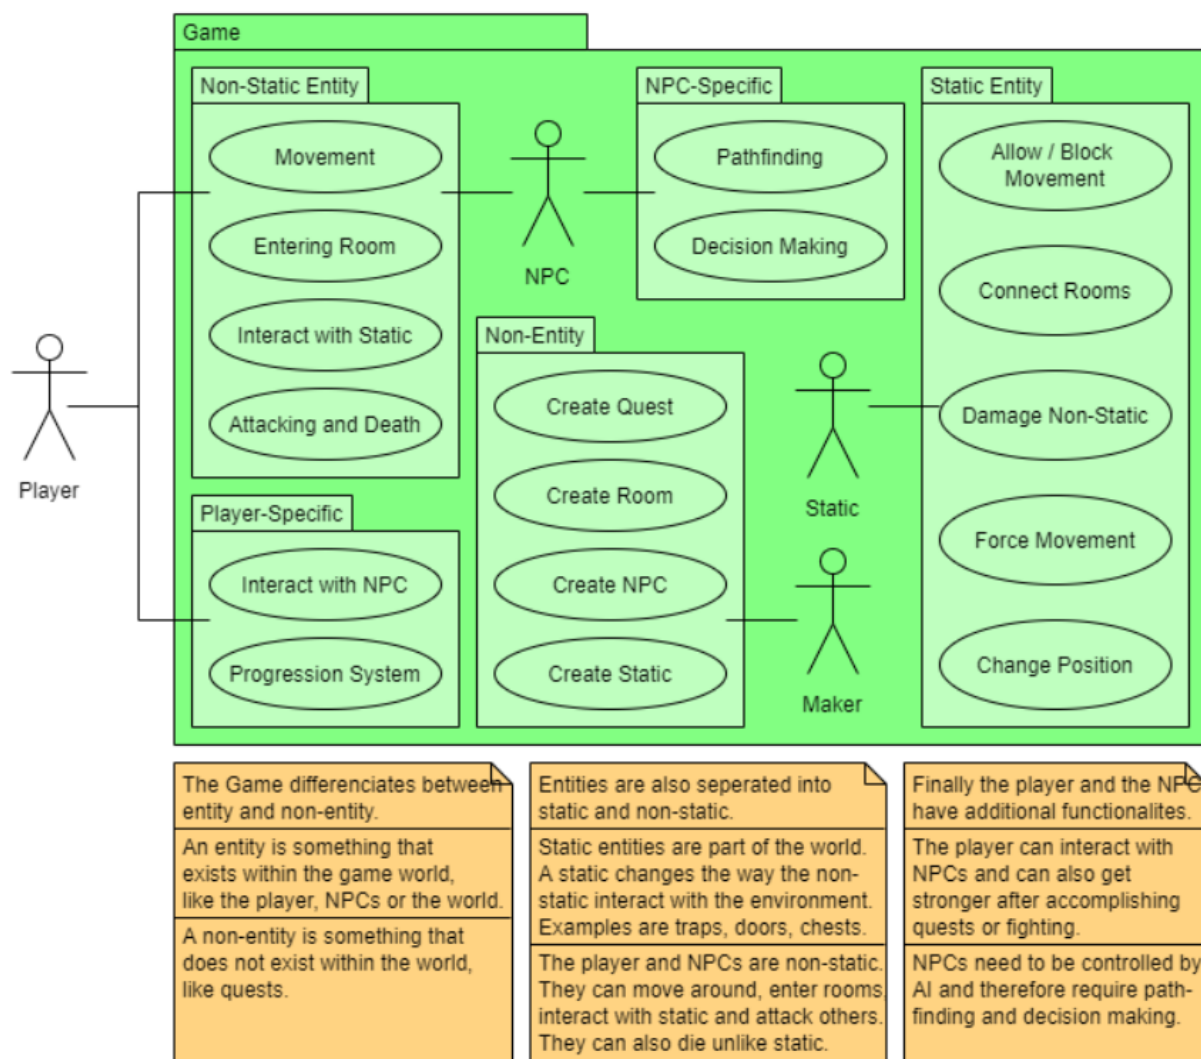 Game
Non-Static Entity
Movement
Entering Room
Interact with Static
Attacking and Death
Player
Player-Specific
Interact with NPC
Progression System
NPC
NPC-Specific
Pathfinding
Decision Making
Non-Entity
Create Quest
Create Room
Create NPC
Create Static
Static
Maker
Static Entity
Allow / Block
Movement
Connect Rooms
Damage Non-Static
Force Movement
Change Position
The Game differenciates between
entity and non-entity.
An entity is something that
exists within the game world,
like the player, NPCs or the world.
A non-entity is something that
does not exist within the world,
like quests.
Entities are also seperated into
static and non-static.
Static entities are part of the world.
A static changes the way the non-
static interact with the environment.
Examples are traps, doors, chests.
The player and NPCs are non-static.
They can move around, enter rooms,
interact with static and attack others.
They can also die unlike static.
Finally the player and the NPC
have additional functionalites.
The player can interact with
NPCs and can also get
stronger after accomplishing
quests or fighting.
NPCs need to be controlled by
AI and therefore require path-
finding and decision making.